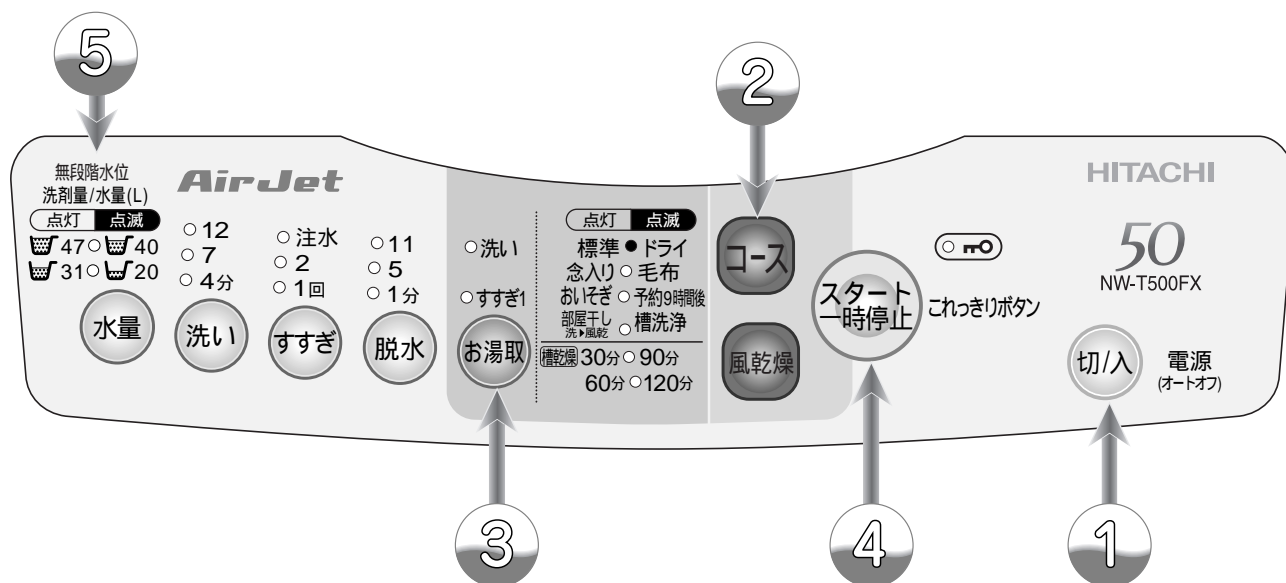 5
2
無段階水位
洗剤量/水量(L)
点灯 点滅
47 40
31 20
水量
AirJet
12
7
4分
洗い
注水
2
1回
すすぎ
11
5
1分
脱水
洗い
すすぎ1
お湯取
点灯 点滅
標準 ドライ
念入り 毛布
おいそぎ 予約9時間後
部屋干し 槽洗浄
洗▶風乾
槽乾燥 30分 90分
60分 120分
コース
風乾燥
スタート
一時停止
これっきりボタン
HITACHI
50
NW-T500FX
切/入
電源
(オートオフ)
3
4
1